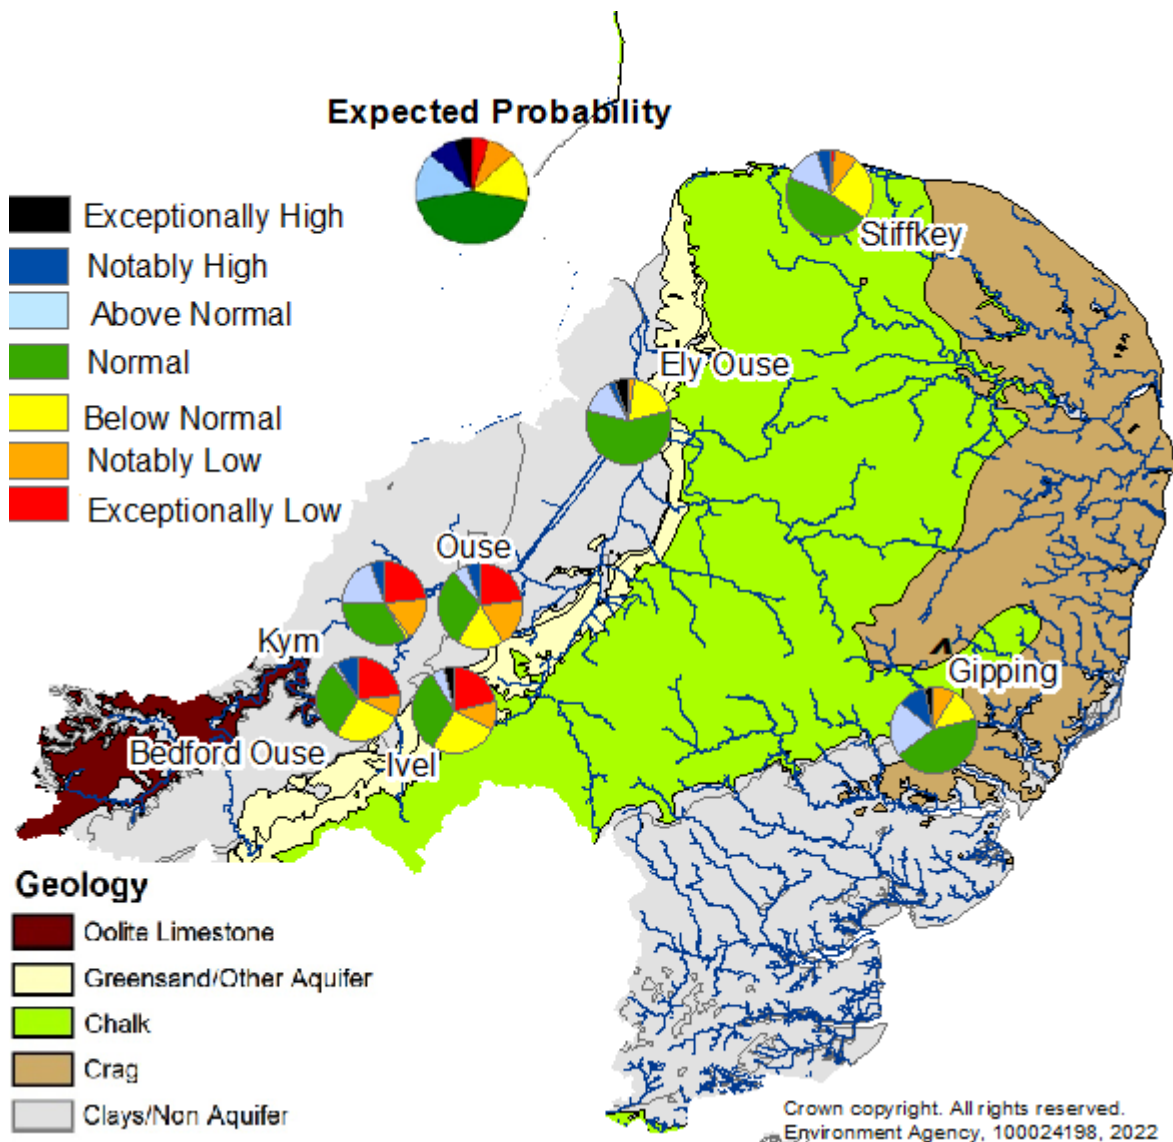 Expected Probability
Exceptionally High
Notably High
Above Normal
Normal
Below Normal
Notably Low
Exceptionally Low
Stiffkey
Ely Ouse
Ouse
Kym
Gipping
Bedford Ouse
Ivel
Geology
Oolite Limestone
Greensand/Other Aquifer
Chalk
Crag
Clays/Non Aquifer
Crown copyright. All rights reserved.
Environment Agency, 100024198, 2022